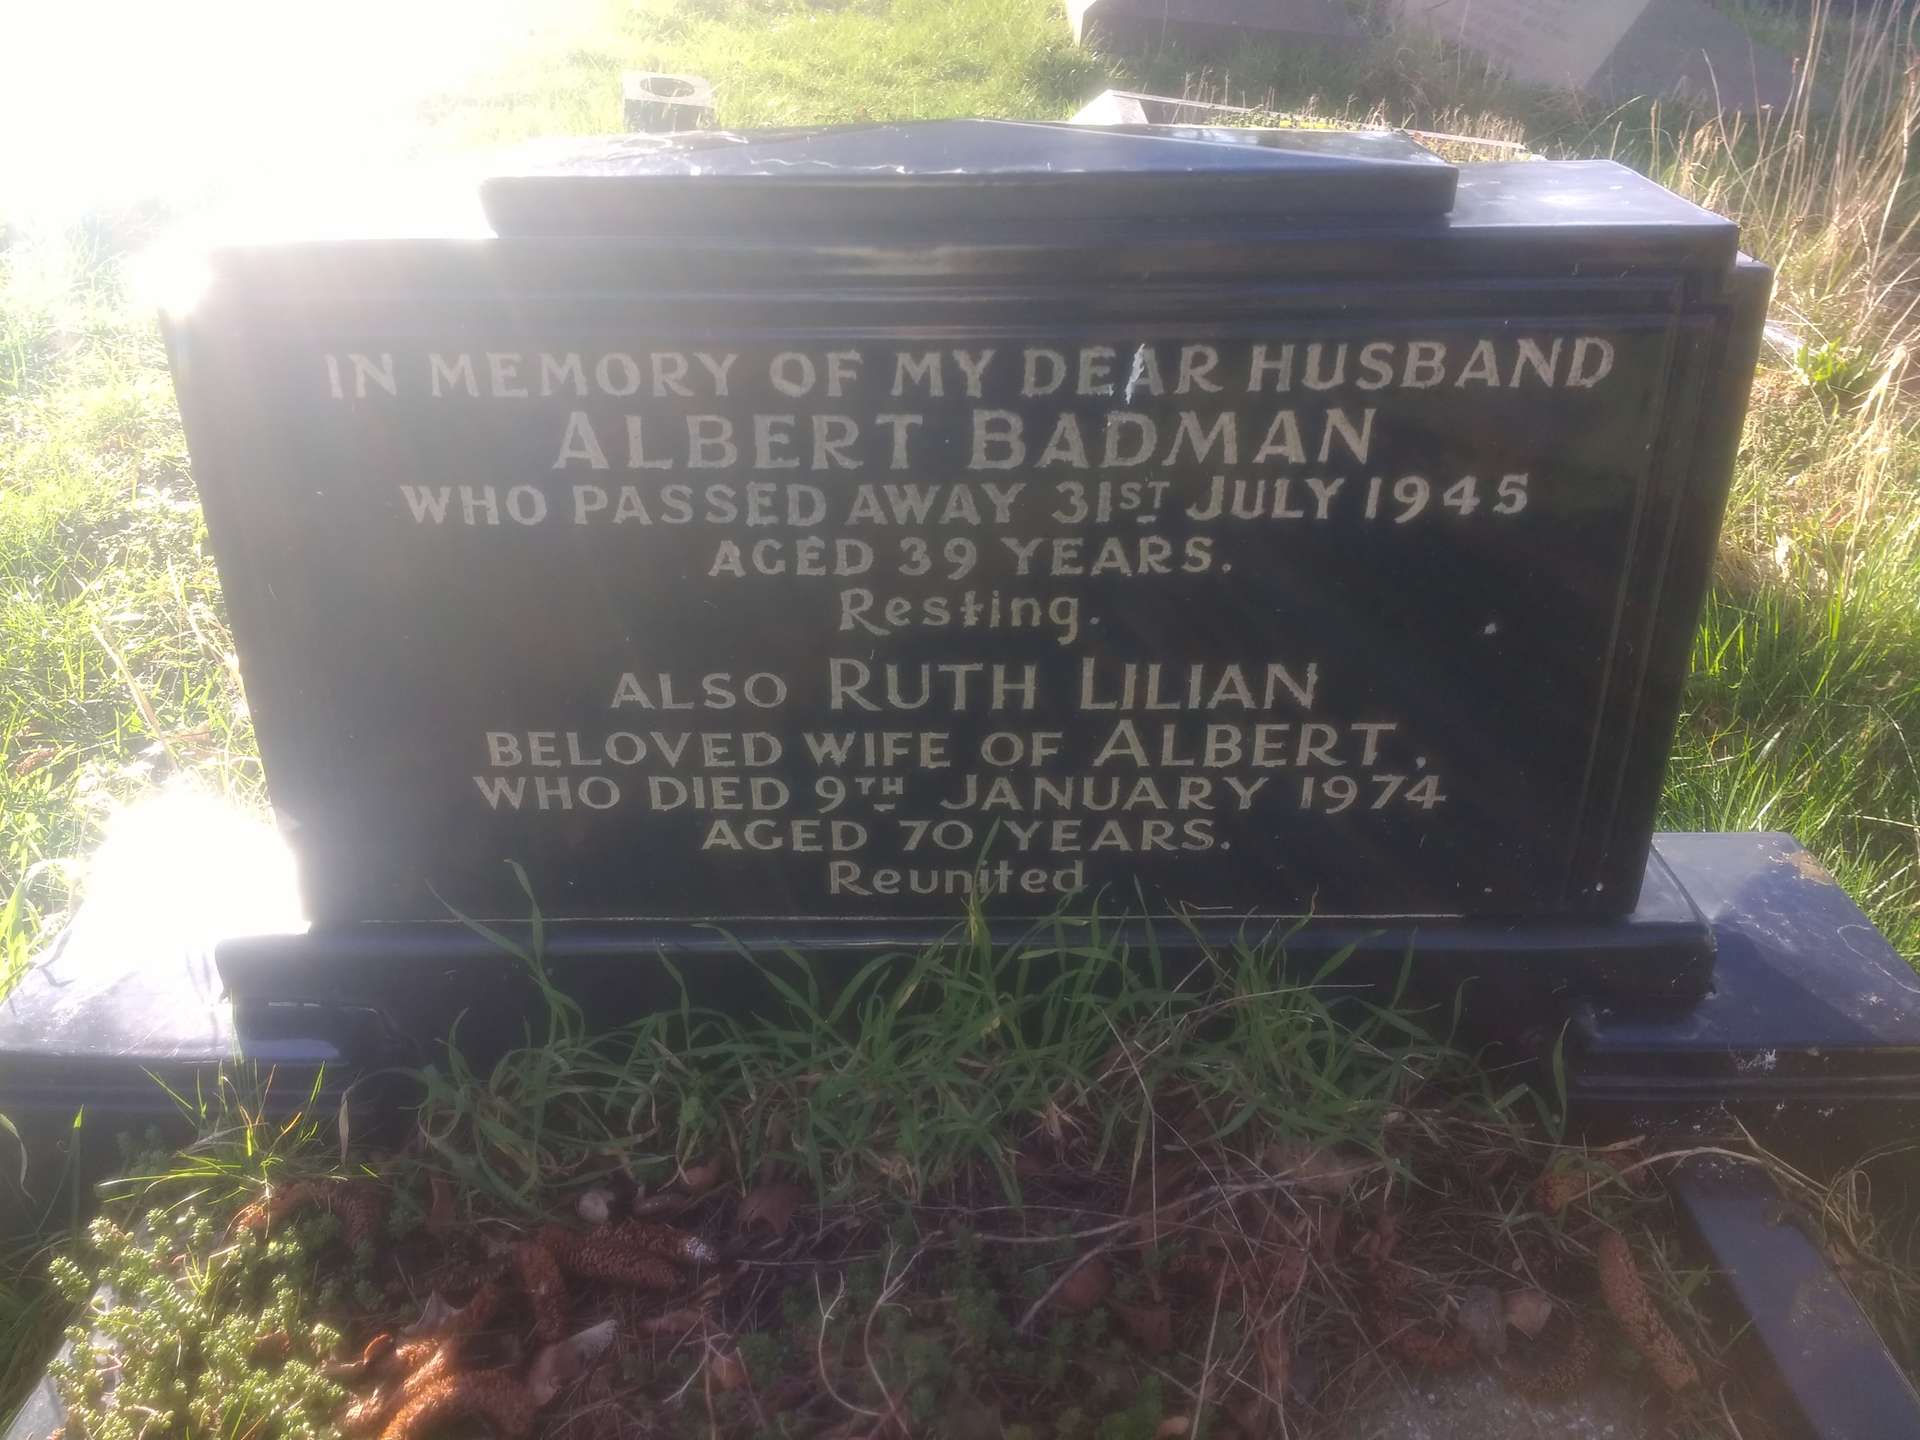 IN MEMORY OF MY DEAR HUSBAND
ALBERT BADMAN
WHO PASSED AWAY 31ST JULY 1945
AGED 39 YEARS.
Resting.
ALSO RUTH LILIAN
BELOVED WIFE OF ALBERT,
WHO DIED 9TH JANUARY 1974
AGED 70 YEARS.
Reunited